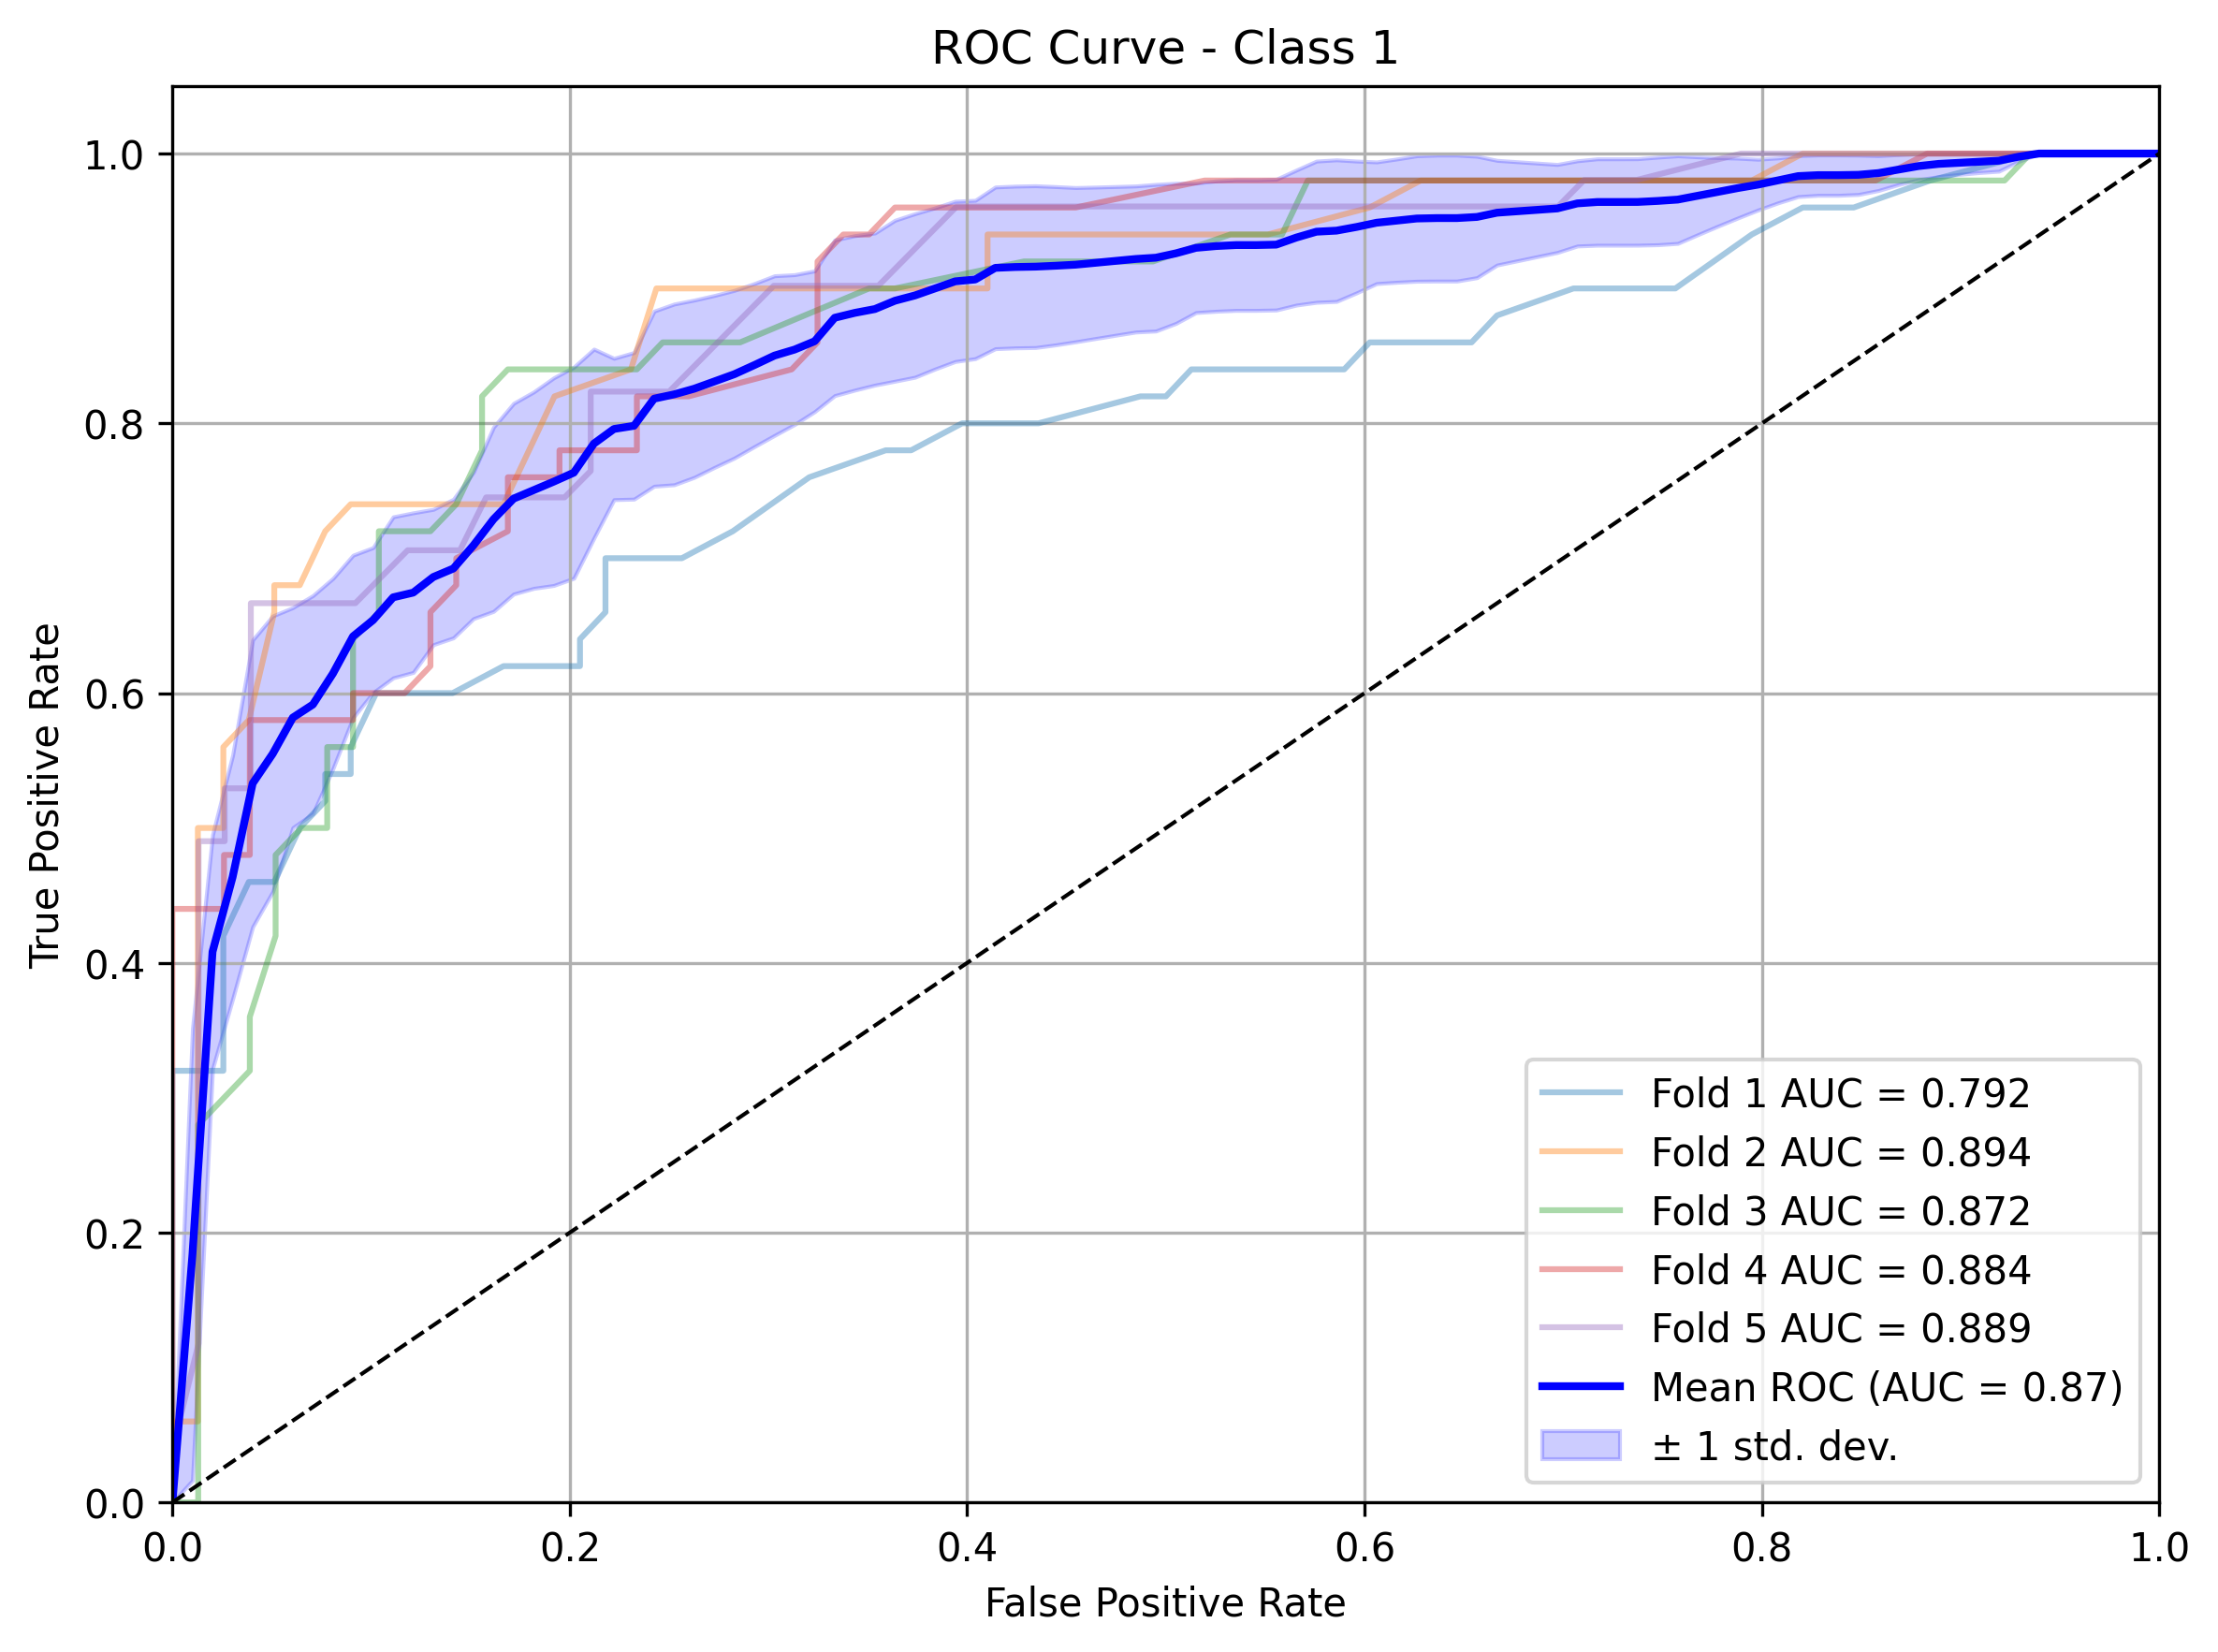 ROC Curve - Class 1
True Positive Rate
1.0
0.8
0.6
0.4
0.2
0.0
0.0 0.2 0.4 0.6 0.8 1.0
False Positive Rate
Fold 1 AUC = 0.792
Fold 2 AUC = 0.894
Fold 3 AUC = 0.872
Fold 4 AUC = 0.884
Fold 5 AUC = 0.889
Mean ROC (AUC = 0.87)
± 1 std. dev.